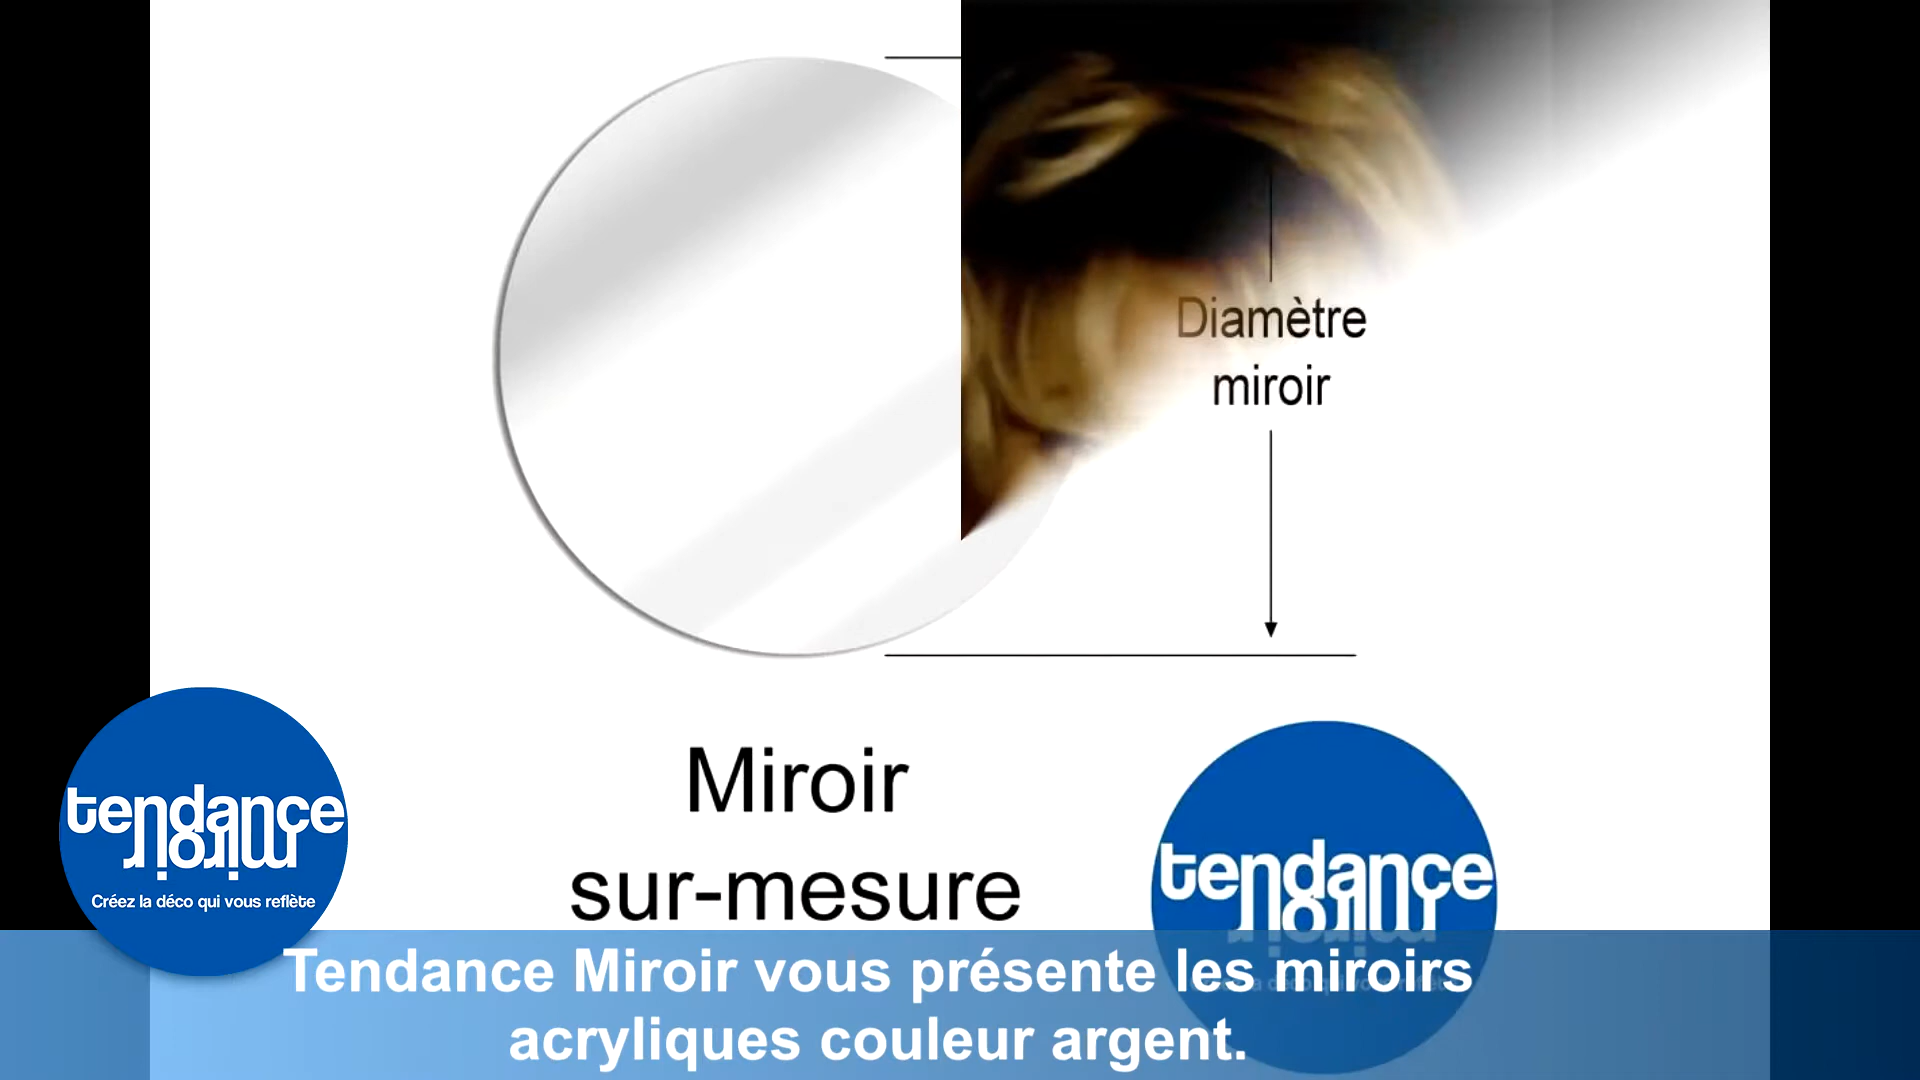 Diamètre
miroir
Miroir
sur-mesure
tendance
miroir
Créez la déco qui vous reflète
tendance
miroir
Tendance Miroir vous présente les miroirs
acryliques couleur argent.